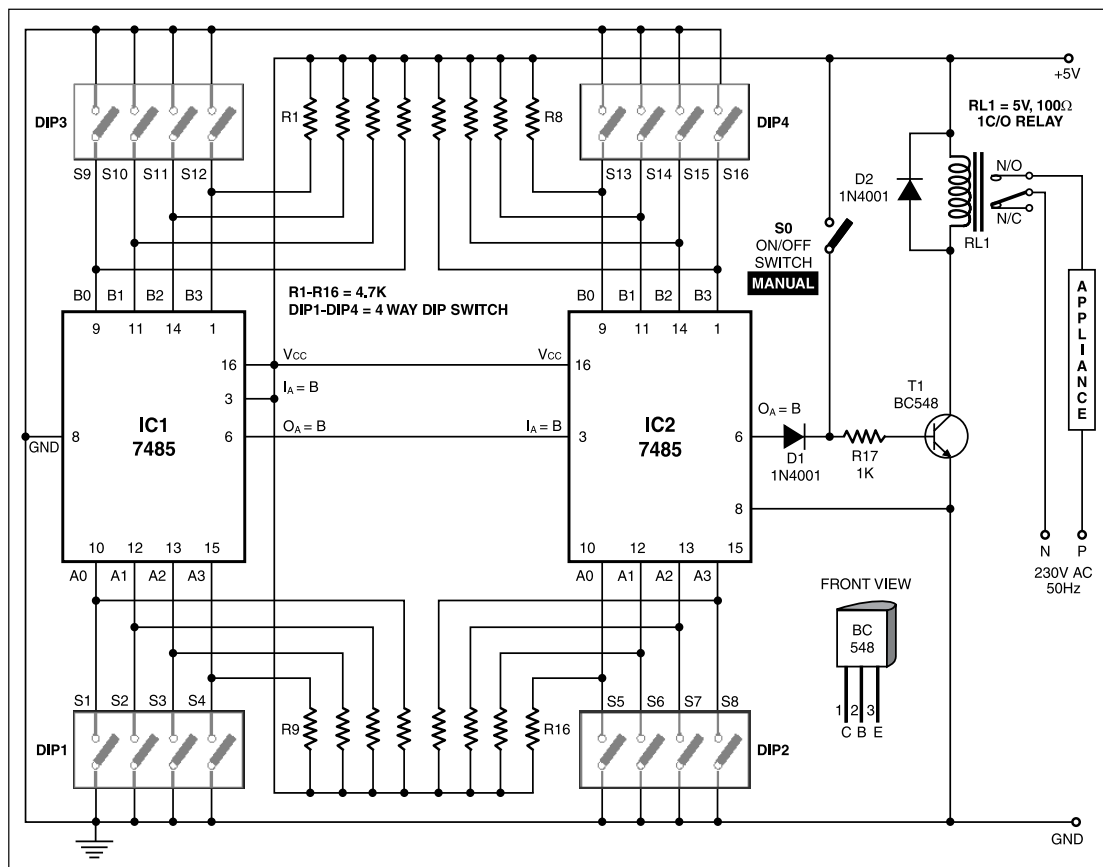 +5V
RL1 = 5V, 100Ω
1C/O RELAY
DIP3
R1
R8
DIP4
S9 S10 S11 S12
S13 S14 S15 S16
D2
1N4001
N/O
N/C
RL1
S0
ON/OFF
SWITCH
MANUAL
R1-R16 = 4.7K
DIP1-DIP4 = 4 WAY DIP SWITCH
B0 B1 B2 B3
9 11 14 1
B0 B1 B2 B3
9 11 14 1
16
VCC
VCC
16
3
IA = B
IC1
7485
6
OA = B
IA = B
3
IC2
7485
6
OA = B
8
GND
D1
1N4001
R17
1K
T1
BC548
APPLIANCE
8
10 12 13 15
A0 A1 A2 A3
10 12 13 15
A0 A1 A2 A3
N P
230V AC
50Hz
FRONT VIEW
BC
548
1 2 3
C B E
S1 S2 S3 S4
R9
R16
S5 S6 S7 S8
DIP1
DIP2
GND